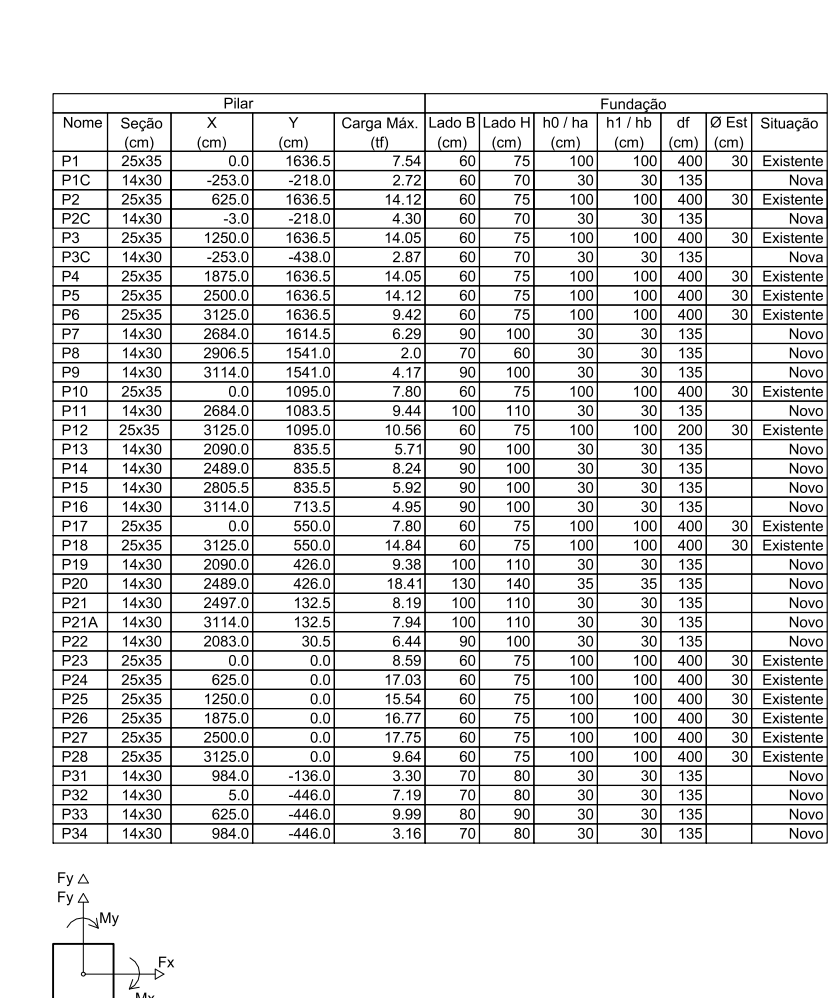 Pilar Fundação
Nome Seção X Y Carga Máx. Lado B Lado H h0 / ha h1 / hb df Ø Est Situação
(cm) (cm) (cm) (tf) (cm) (cm) (cm) (cm) (cm) (cm)
P1 25x35 0.0 1636.5 7.54 60 75 100 100 400 30 Existente
P1C 14x30 -253.0 -218.0 2.72 60 70 30 30 135 Nova
P2 25x35 625.0 1636.5 14.12 60 75 100 100 400 30 Existente
P2C 14x30 -3.0 -218.0 4.30 60 70 30 30 135 Nova
P3 25x35 1250.0 1636.5 14.05 60 75 100 100 400 30 Existente
P3C 14x30 -253.0 -438.0 2.87 60 70 30 30 135 Nova
P4 25x35 1875.0 1636.5 14.05 60 75 100 100 400 30 Existente
P5 25x35 2500.0 1636.5 14.12 60 75 100 100 400 30 Existente
P6 25x35 3125.0 1636.5 9.42 60 75 100 100 400 30 Existente
P7 14x30 2684.0 1614.5 6.29 90 100 30 30 135 Novo
P8 14x30 2906.5 1541.0 2.0 70 60 30 30 135 Novo
P9 14x30 3114.0 1541.0 4.17 90 100 30 30 135 Novo
P10 25x35 0.0 1095.0 7.80 60 75 100 100 400 30 Existente
P11 14x30 2684.0 1083.5 9.44 100 110 30 30 135 Novo
P12 25x35 3125.0 1095.0 10.56 60 75 100 100 200 30 Existente
P13 14x30 2090.0 835.5 5.71 90 100 30 30 135 Novo
P14 14x30 2489.0 835.5 8.24 90 100 30 30 135 Novo
P15 14x30 2805.5 835.5 5.92 90 100 30 30 135 Novo
P16 14x30 3114.0 713.5 4.95 90 100 30 30 135 Novo
P17 25x35 0.0 550.0 7.80 60 75 100 100 400 30 Existente
P18 25x35 3125.0 550.0 14.84 60 75 100 100 400 30 Existente
P19 14x30 2090.0 426.0 9.38 100 110 30 30 135 Novo
P20 14x30 2489.0 426.0 18.41 130 140 35 35 135 Novo
P21 14x30 2497.0 132.5 8.19 100 110 30 30 135 Novo
P21A 14x30 3114.0 132.5 7.94 100 110 30 30 135 Novo
P22 14x30 2083.0 30.5 6.44 90 100 30 30 135 Novo
P23 25x35 0.0 0.0 8.59 60 75 100 100 400 30 Existente
P24 25x35 625.0 0.0 17.03 60 75 100 100 400 30 Existente
P25 25x35 1250.0 0.0 15.54 60 75 100 100 400 30 Existente
P26 25x35 1875.0 0.0 16.77 60 75 100 100 400 30 Existente
P27 25x35 2500.0 0.0 17.75 60 75 100 100 400 30 Existente
P28 25x35 3125.0 0.0 9.64 60 75 100 100 400 30 Existente
P31 14x30 984.0 -136.0 3.30 70 80 30 30 135 Novo
P32 14x30 5.0 -446.0 7.19 70 80 30 30 135 Novo
P33 14x30 625.0 -446.0 9.99 80 90 30 30 135 Novo
P34 14x30 984.0 -446.0 3.16 70 80 30 30 135 Novo
Fy
Fy
My
Fx
Mx